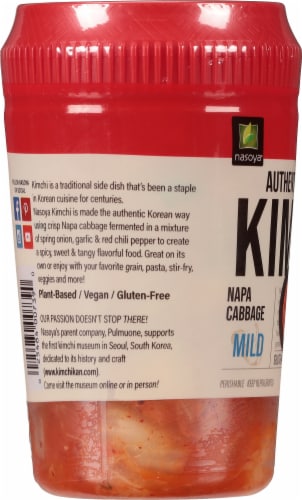 nasoya
Kimchi is a traditional side dish that's been a staple
in Korean cuisine for centuries.
Nasoya Kimchi is made the authentic Korean way
using crisp Napa cabbage fermented in a mixture
of spring onion, garlic & red chili pepper to create
a spicy, sweet & tangy flavorful food. Great on its
own or enjoy with your favorite grain, pasta, stir-fry,
veggies and more!
Plant-Based / Vegan / Gluten-Free
OUR PASSION DOESN'T STOP THERE!
Nasoya's parent company, Pulmuone, supports
the first kimchi museum in Seoul, South Korea,
dedicated to its history and craft
(www.kimchikan.com)
Come visit the museum online or in person!
AUTHEN
KIM
NAPA
CABBAGE
MILD
PERISHABLE